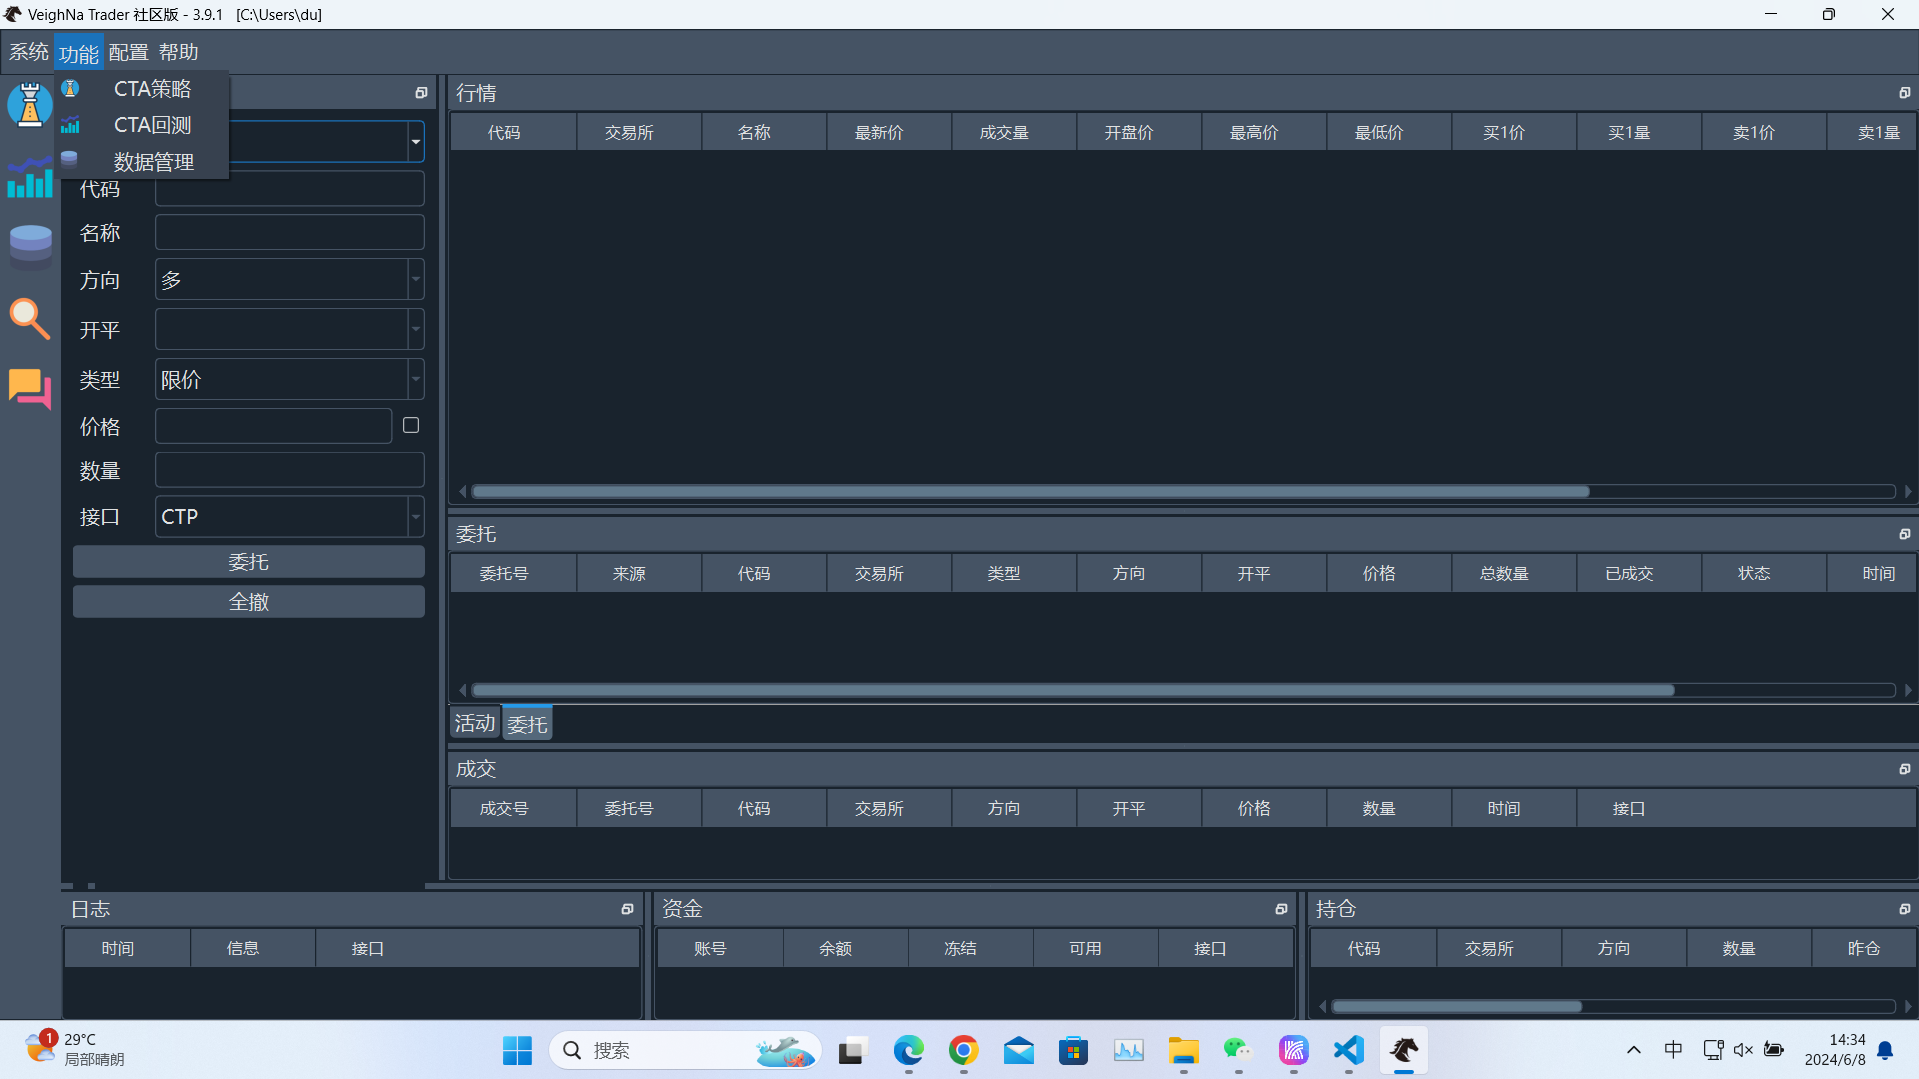 VeighNa Trader 社区版 - 3.9.1   [C:\Users\du]
系统 功能 配置 帮助
CTA策略
CTA回测
数据管理
代码
名称
方向 多
开平
类型 限价
价格
数量
接口 CTP
委托
全撤
行情
代码 交易所 名称 最新价 成交量 开盘价 最高价 最低价 买1价 买1量 卖1价 卖1量
委托
委托号 来源 代码 交易所 类型 方向 开平 价格 总数量 已成交 状态 时间
活动 委托
成交
成交号 委托号 代码 交易所 方向 开平 价格 数量 时间 接口
日志
时间 信息 接口
资金
账号 余额 冻结 可用 接口
持仓
代码 交易所 方向 数量 昨仓
1
29°C
局部晴朗
搜索
中
14:34
2024/6/8